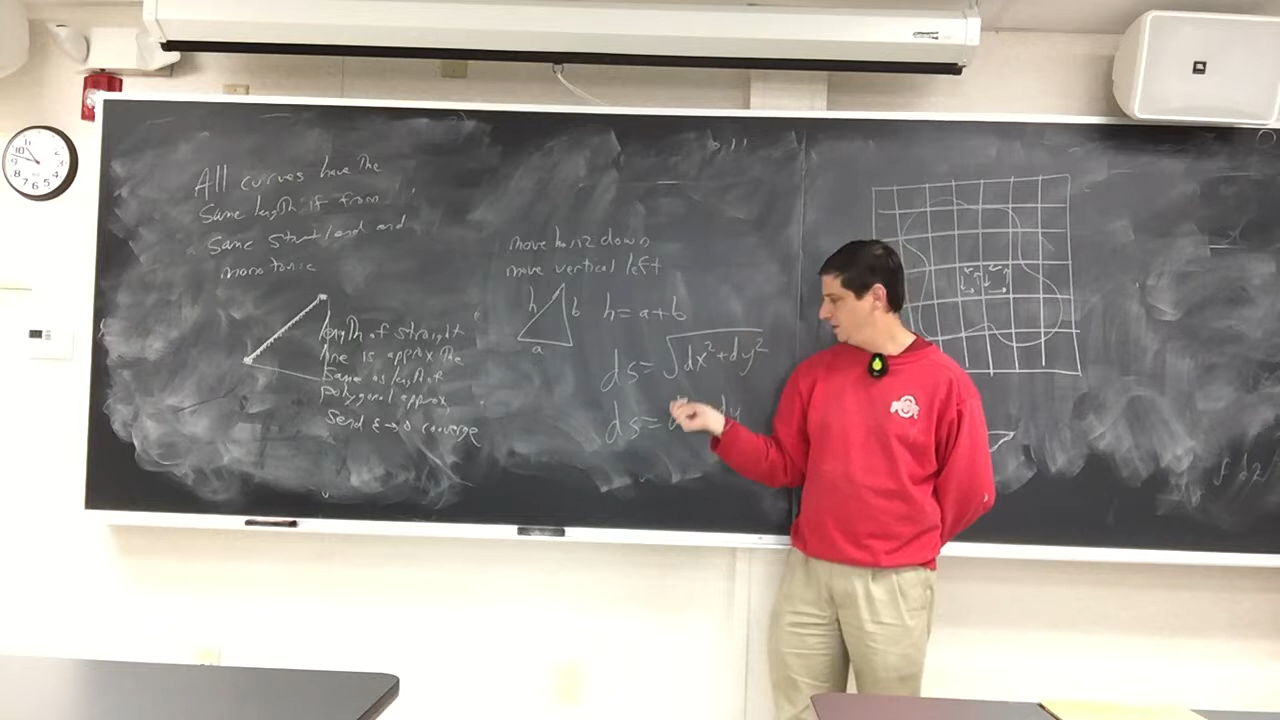 All curves have the
same length if from
same start/end and
monotonic
length of straight
line is approx the
same as length of
polygonal approx,
send ε→0 converge
move horiz down
move vertical left
h
b
a
h=a+b
ds=√dx²+dy²
ds= dy
JBL